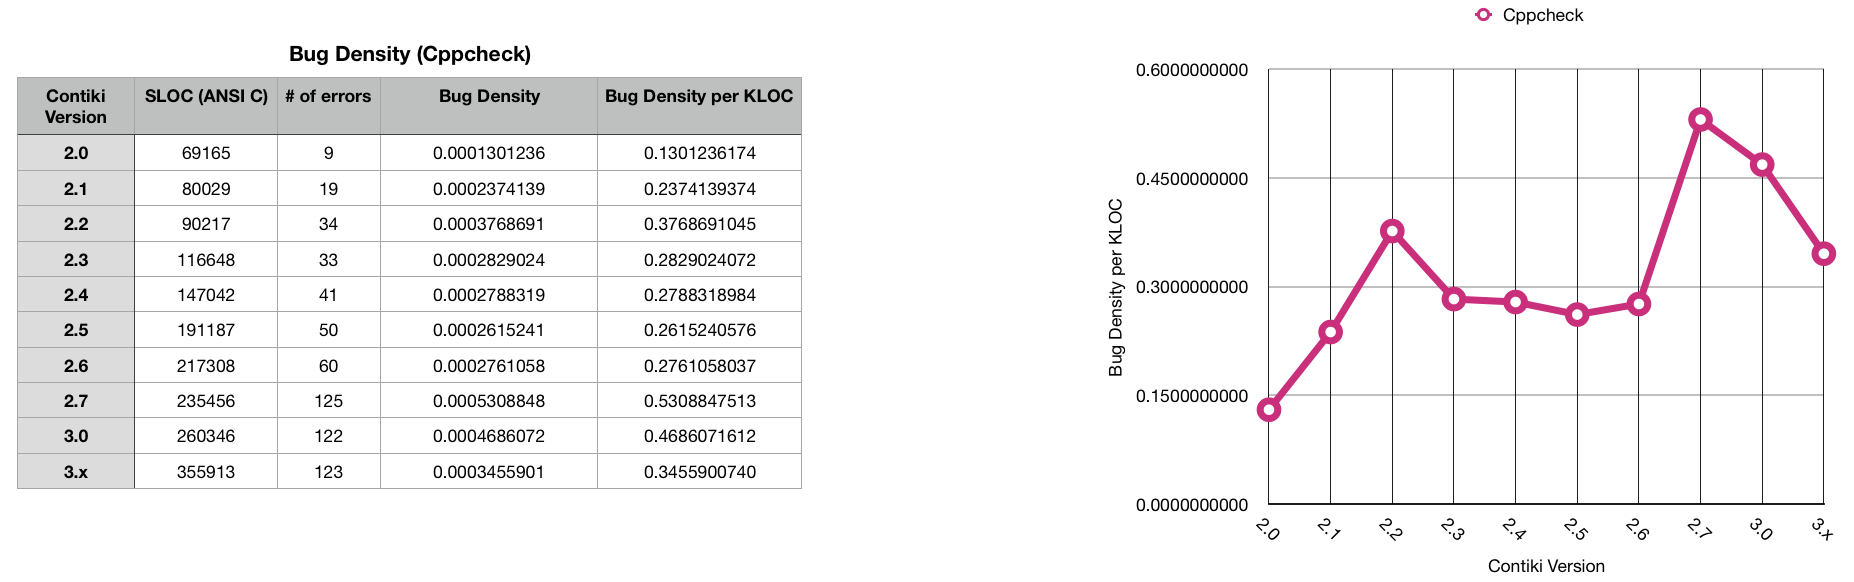 Bug Density (Cppcheck)
Contiki Version SLOC (ANSI C) # of errors Bug Density Bug Density per KLOC
2.0 69165 9 0.0001301236 0.1301236174
2.1 80029 19 0.0002374139 0.2374139374
2.2 90217 34 0.0003768691 0.3768691045
2.3 116648 33 0.0002829024 0.2829024072
2.4 147042 41 0.0002788319 0.2788318984
2.5 191187 50 0.0002615241 0.2615240576
2.6 217308 60 0.0002761058 0.2761058037
2.7 235456 125 0.0005308848 0.5308847513
3.0 260346 122 0.0004686072 0.4686071612
3.x 355913 123 0.0003455901 0.3455900740
Cppcheck
Bug Density per KLOC
0.6000000000
0.4500000000
0.3000000000
0.1500000000
0.0000000000
2.0 2.1 2.2 2.3 2.4 2.5 2.6 2.7 3.0 3.x
Contiki Version